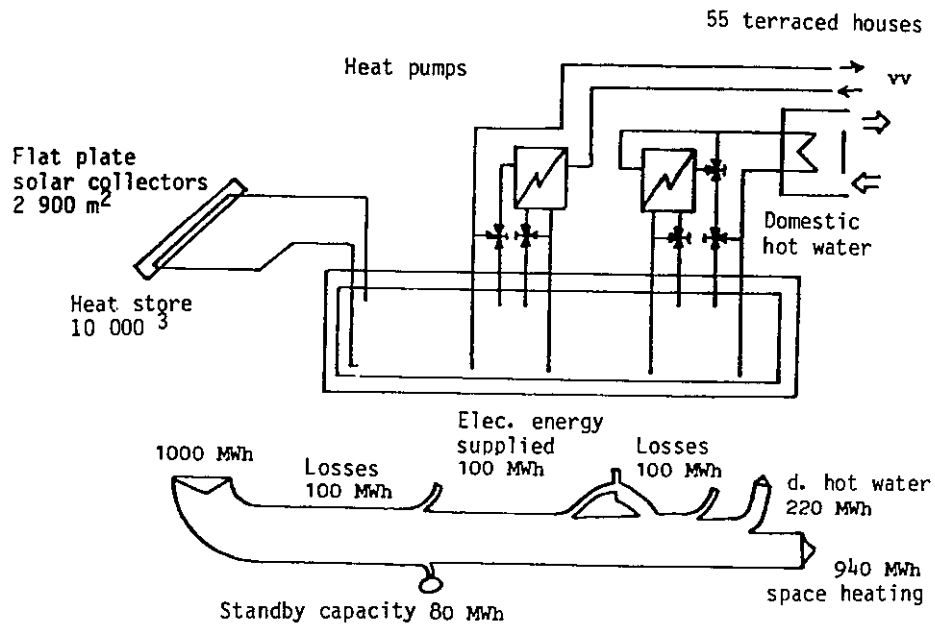 55 terraced houses
Heat pumps
vv
Flat plate
solar collectors
2 900 m2
Domestic
hot water
Heat store
10 000 3
Elec. energy
supplied
100 MWh
1000 MWh
Losses
100 MWh
Losses
100 MWh
d. hot water
220 MWh
940 MWh
space heating
Standby capacity 80 MWh